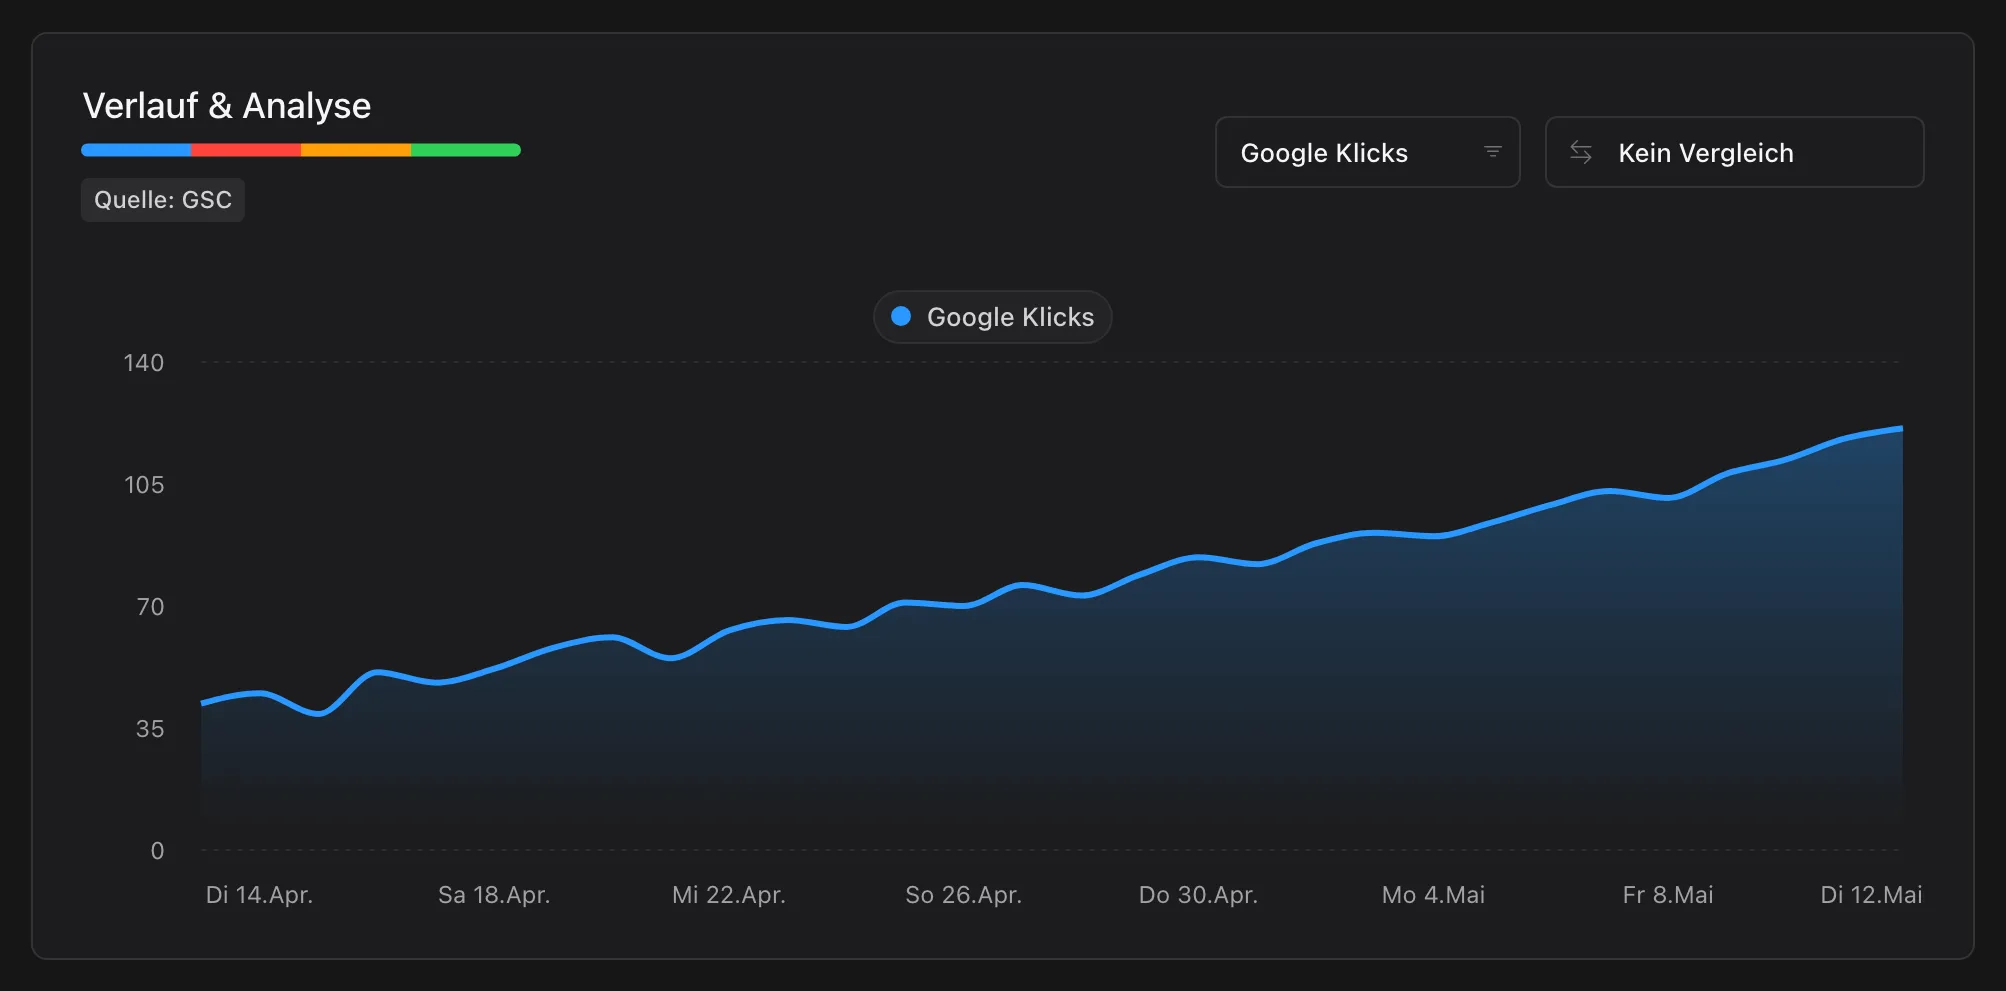 Verlauf & Analyse
Quelle: GSC
Google Klicks
Kein Vergleich
Google Klicks
140
105
70
35
0
Di 14.Apr.
Sa 18.Apr.
Mi 22.Apr.
So 26.Apr.
Do 30.Apr.
Mo 4.Mai
Fr 8.Mai
Di 12.Mai